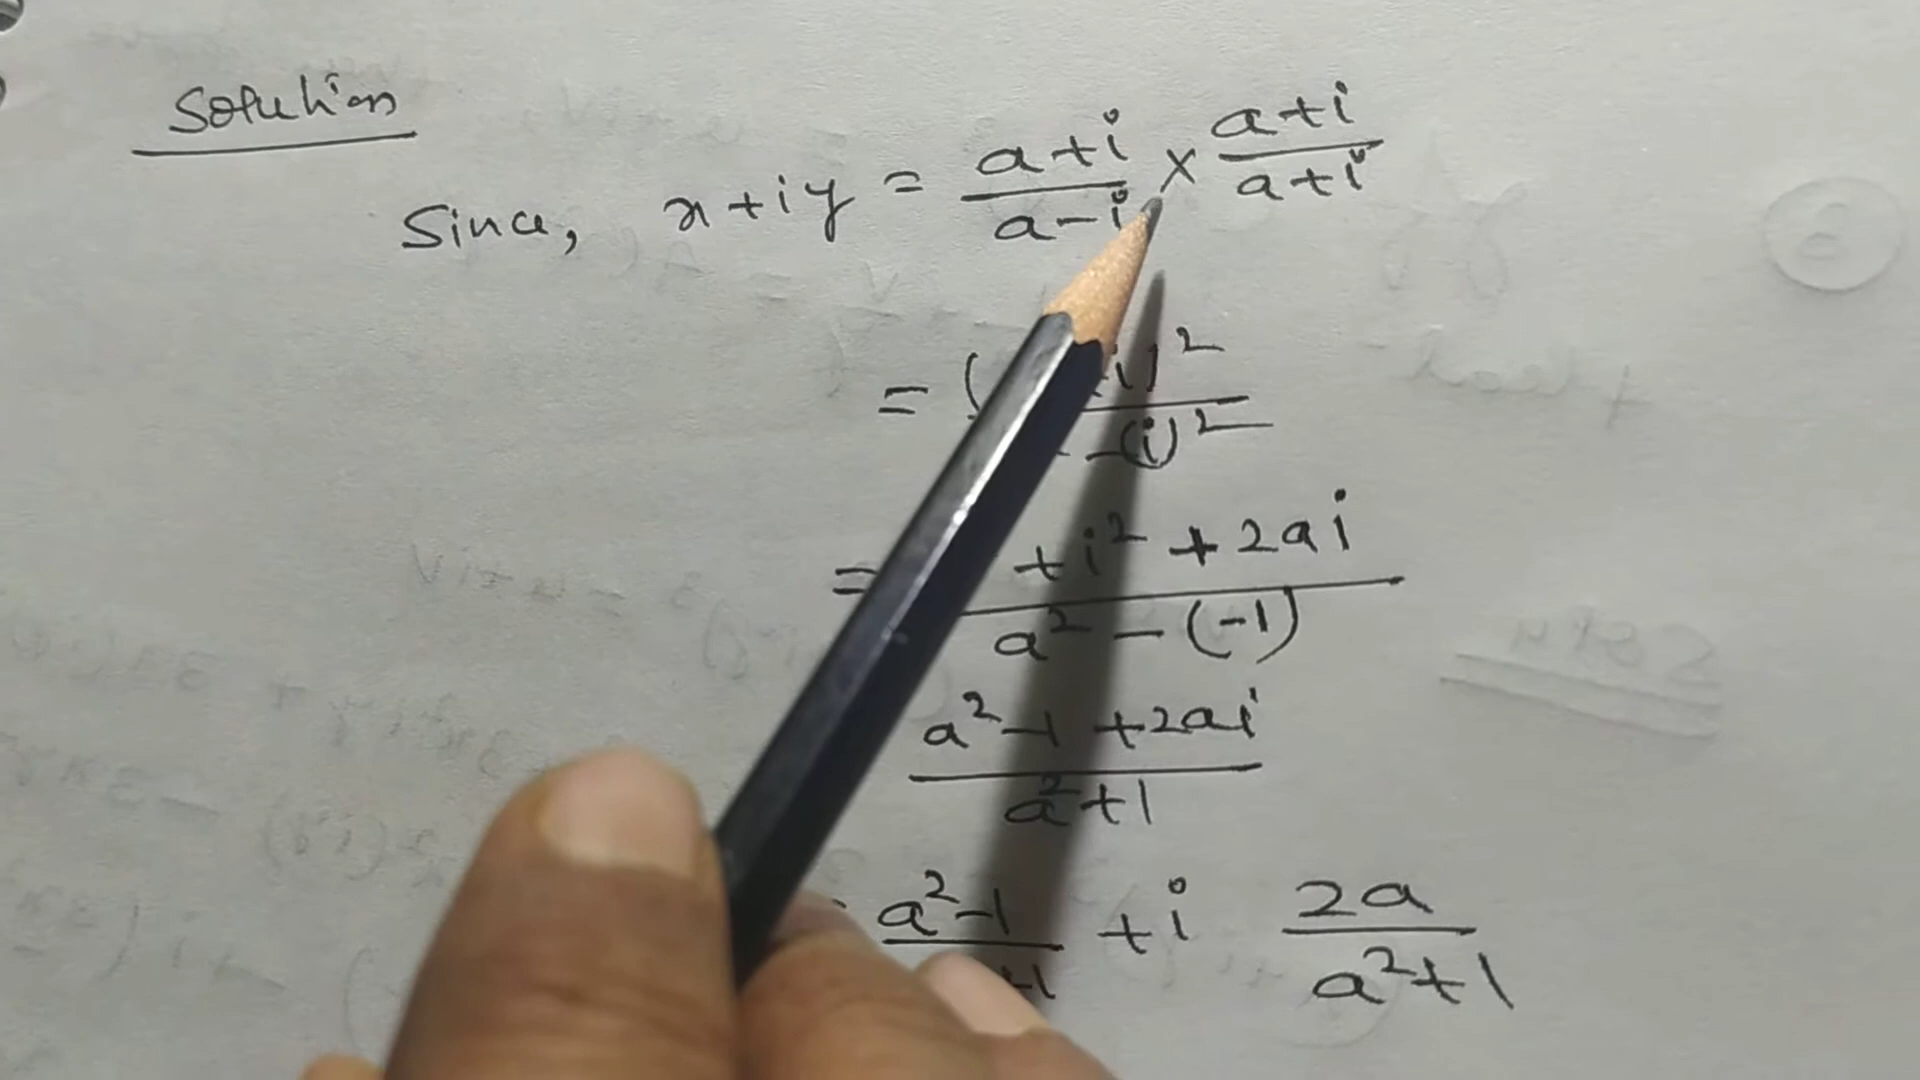 Solution
Since, x+iy = a+i / a-i × a+i / a+i
= ( i)² / -(i)²
= +i² + 2ai / a² - (-1)
a²-1 +2ai / a²+1
a²-1 / +1 +i 2a / a²+1